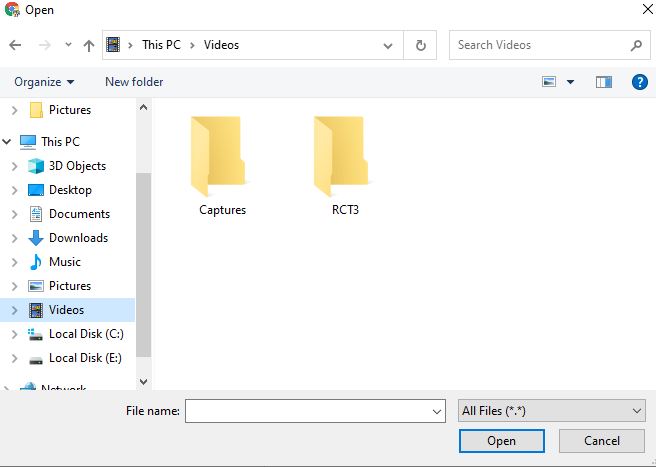 Open
This PC > Videos
Search Videos
Organize
New folder
Pictures
This PC
3D Objects
Desktop
Documents
Downloads
Music
Pictures
Videos
Local Disk (C:)
Local Disk (E:)
Network
Captures
RCT3
File name:
All Files (*.*)
Open
Cancel